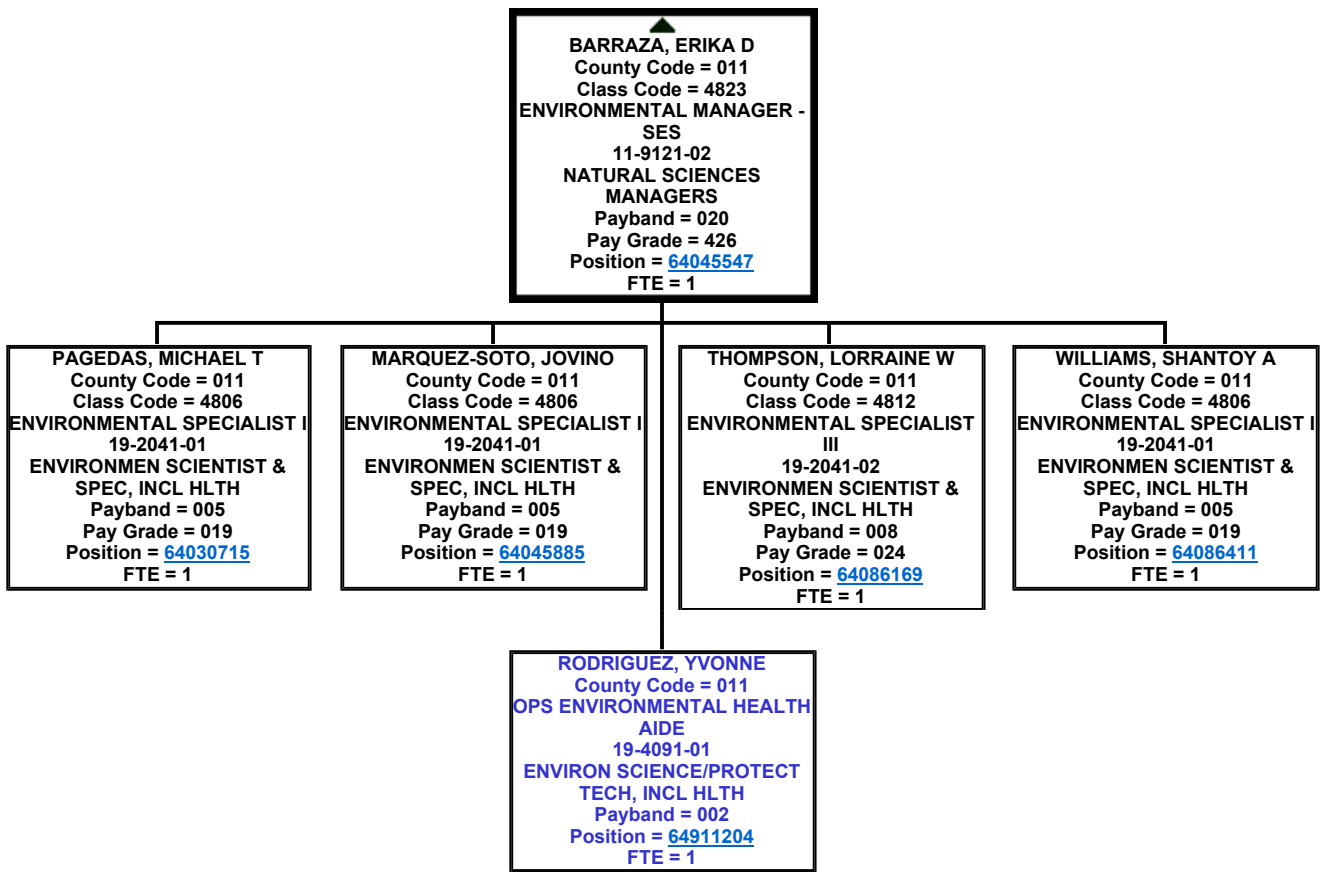 BARRAZA, ERIKA D
County Code = 011
Class Code = 4823
ENVIRONMENTAL MANAGER -
SES
11-9121-02
NATURAL SCIENCES
MANAGERS
Payband = 020
Pay Grade = 426
Position = 64045547
FTE = 1
PAGEDAS, MICHAEL T
County Code = 011
Class Code = 4806
ENVIRONMENTAL SPECIALIST I
19-2041-01
ENVIRONMEN SCIENTIST &
SPEC, INCL HLTH
Payband = 005
Pay Grade = 019
Position = 64030715
FTE = 1
MARQUEZ-SOTO, JOVINO
County Code = 011
Class Code = 4806
ENVIRONMENTAL SPECIALIST I
19-2041-01
ENVIRONMEN SCIENTIST &
SPEC, INCL HLTH
Payband = 005
Pay Grade = 019
Position = 64045885
FTE = 1
THOMPSON, LORRAINE W
County Code = 011
Class Code = 4812
ENVIRONMENTAL SPECIALIST
III
19-2041-02
ENVIRONMEN SCIENTIST &
SPEC, INCL HLTH
Payband = 008
Pay Grade = 024
Position = 64086169
FTE = 1
WILLIAMS, SHANTOY A
County Code = 011
Class Code = 4806
ENVIRONMENTAL SPECIALIST I
19-2041-01
ENVIRONMEN SCIENTIST &
SPEC, INCL HLTH
Payband = 005
Pay Grade = 019
Position = 64086411
FTE = 1
RODRIGUEZ, YVONNE
County Code = 011
OPS ENVIRONMENTAL HEALTH
AIDE
19-4091-01
ENVIRON SCIENCE/PROTECT
TECH, INCL HLTH
Payband = 002
Position = 64911204
FTE = 1